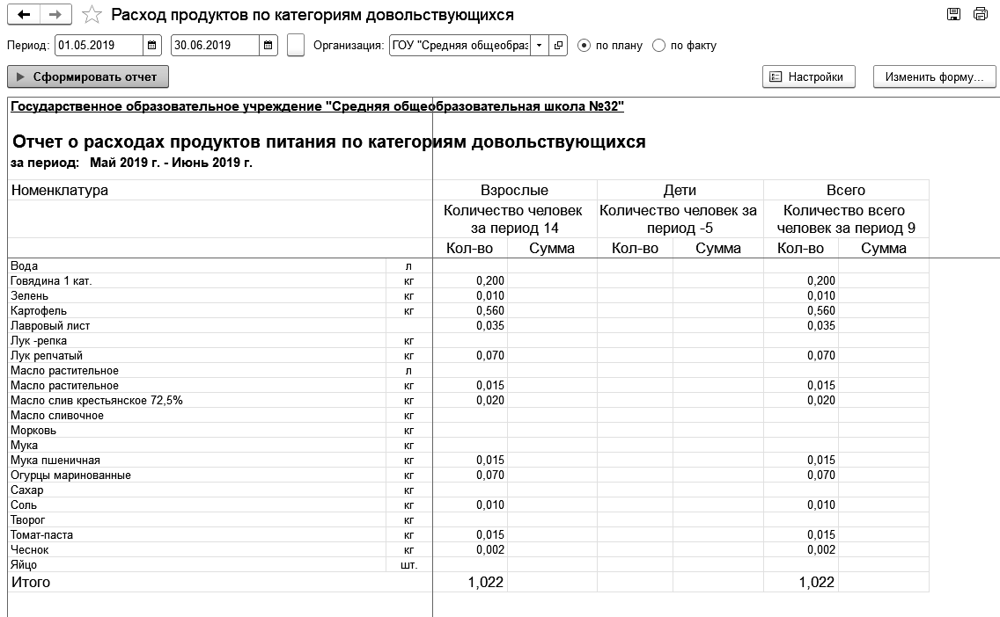 Расход продуктов по категориям довольствующихся
Период: 01.05.2019 30.06.2019 Организация: ГОУ "Средняя общеобраз по плану по факту
Сформировать отчет Настройки Изменить форму...
Государственное образовательное учреждение "Средняя общеобразовательная школа №32"
Отчет о расходах продуктов питания по категориям довольствующихся
за период: Май 2019 г. - Июнь 2019 г.
Номенклатура Взрослые Дети Всего
Количество человек Количество человек за Количество всего
за период 14 период -5 человек за период 9
Кол-во Сумма Кол-во Сумма Кол-во Сумма
Вода л
Говядина 1 кат. кг 0,200 0,200
Зелень кг 0,010 0,010
Картофель кг 0,560 0,560
Лавровый лист 0,035 0,035
Лук -репка кг
Лук репчатый кг 0,070 0,070
Масло растительное л
Масло растительное кг 0,015 0,015
Масло слив крестьянское 72,5% кг 0,020 0,020
Масло сливочное кг
Морковь кг
Мука кг
Мука пшеничная кг 0,015 0,015
Огурцы маринованные кг 0,070 0,070
Сахар кг
Соль кг 0,010 0,010
Творог кг
Томат-паста кг 0,015 0,015
Чеснок кг 0,002 0,002
Яйцо шт.
Итого 1,022 1,022